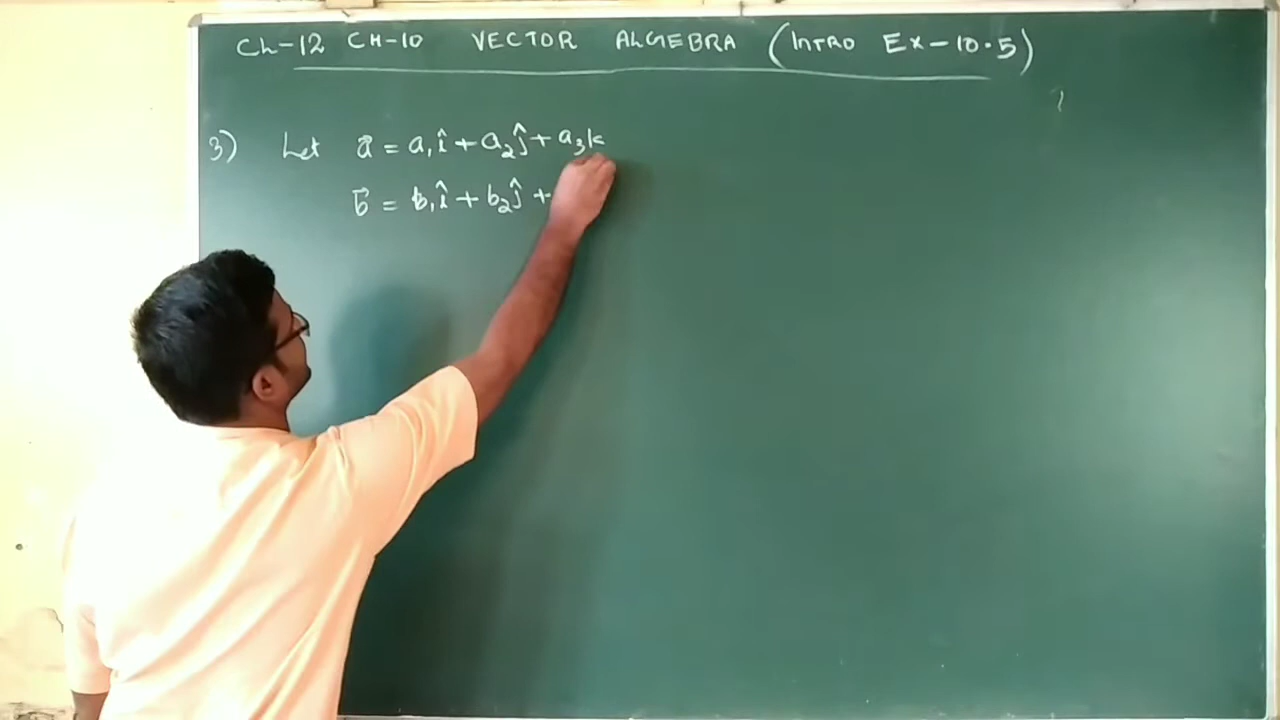 Ch-12 CH-10 VECTOR ALGEBRA (INTRO Ex-10.5)
3) Let a⃗ = a₁î + a₂ĵ + a₃k
b⃗ = b₁î + b₂ĵ +